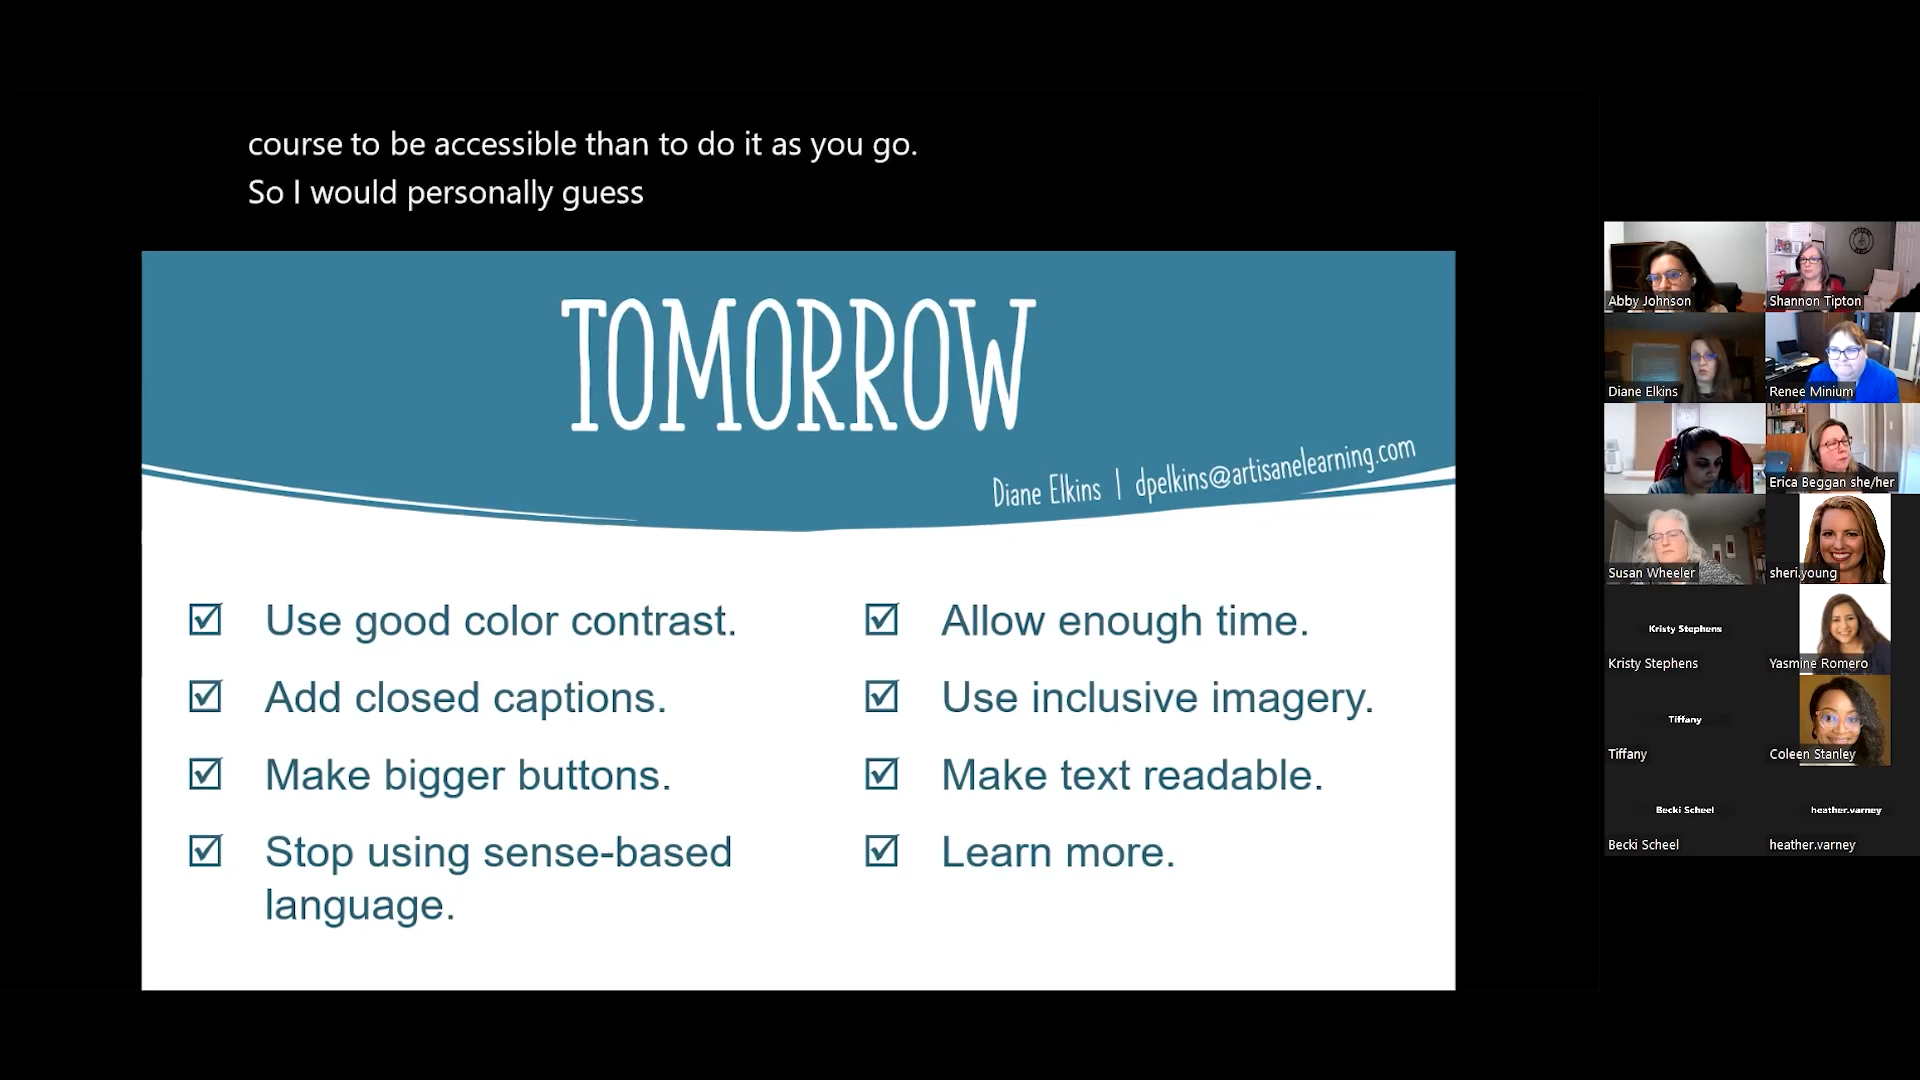 course to be accessible than to do it as you go.
So I would personally guess
TOMORROW
Diane Elkins | dpelkins@artisanelearning.com
Use good color contrast.
Add closed captions.
Make bigger buttons.
Stop using sense-based
language.
Allow enough time.
Use inclusive imagery.
Make text readable.
Learn more.
Abby Johnson
Shannon Tipton
Diane Elkins
Renee Minium
Erica Beggan she/her
Susan Wheeler
sheri.young
Kristy Stephens
Kristy Stephens
Yasmine Romero
Tiffany
Tiffany
Coleen Stanley
Becki Scheel
Becki Scheel
heather.varney
heather.varney